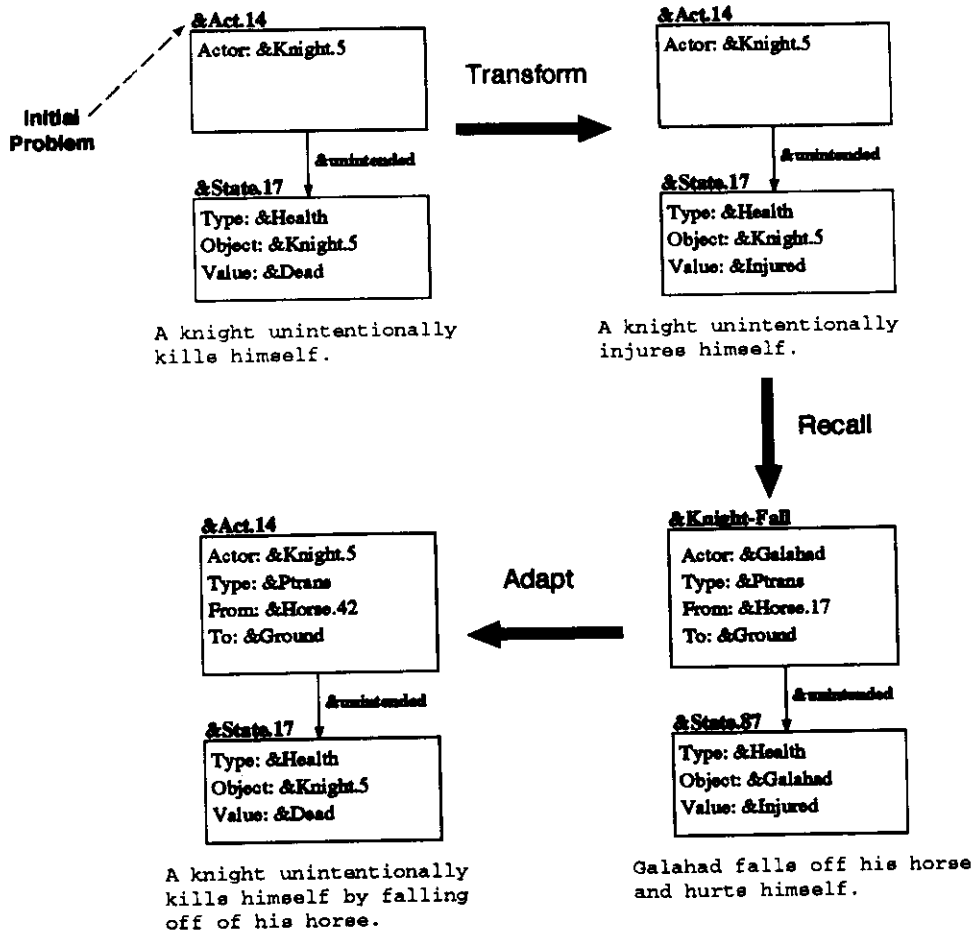 &Act.14
Actor: &Knight.5
Initial
Problem
&unintended
&State.17
Type: &Health
Object: &Knight.5
Value: &Dead
A knight unintentionally
kills himself.
Transform
&Act.14
Actor: &Knight.5
&unintended
&State.17
Type: &Health
Object: &Knight.5
Value: &Injured
A knight unintentionally
injures himself.
Recall
&Knight-Fall
Actor: &Galahad
Type: &Ptrans
From: &Horse.17
To: &Ground
&unintended
&State.87
Type: &Health
Object: &Galahad
Value: &Injured
Galahad falls off his horse
and hurts himself.
Adapt
&Act.14
Actor: &Knight.5
Type: &Ptrans
From: &Horse.42
To: &Ground
&unintended
&State.17
Type: &Health
Object: &Knight.5
Value: &Dead
A knight unintentionally
kills himself by falling
off of his horse.